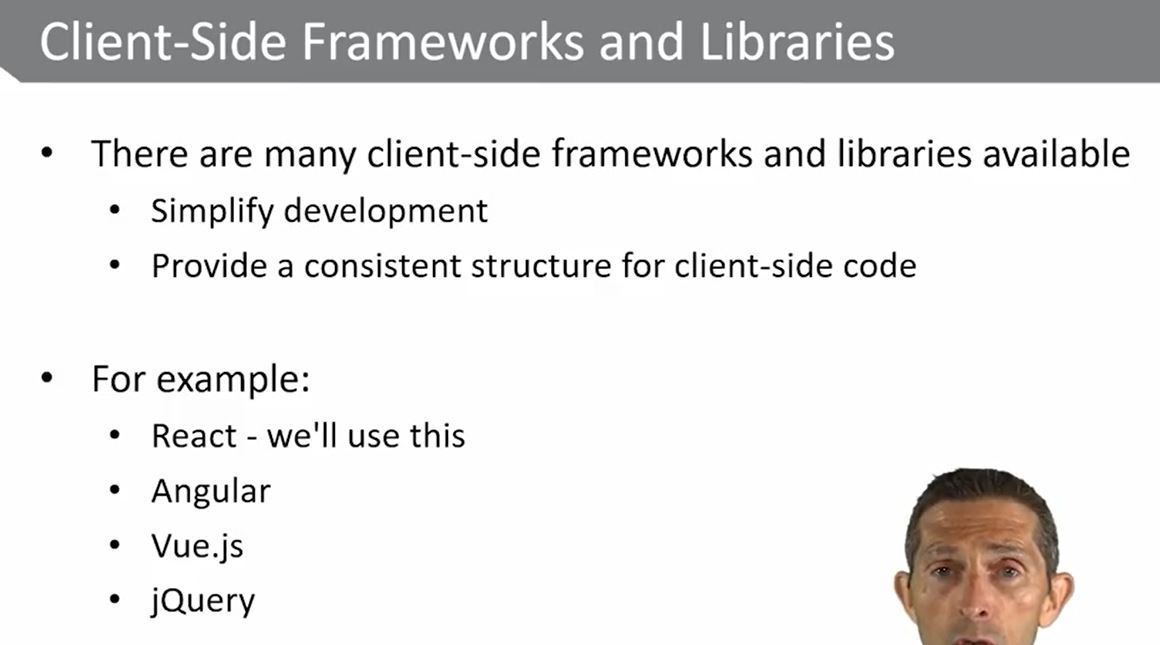 Client-Side Frameworks and Libraries
• There are many client-side frameworks and libraries available
• Simplify development
• Provide a consistent structure for client-side code
• For example:
• React - we'll use this
• Angular
• Vue.js
• jQuery